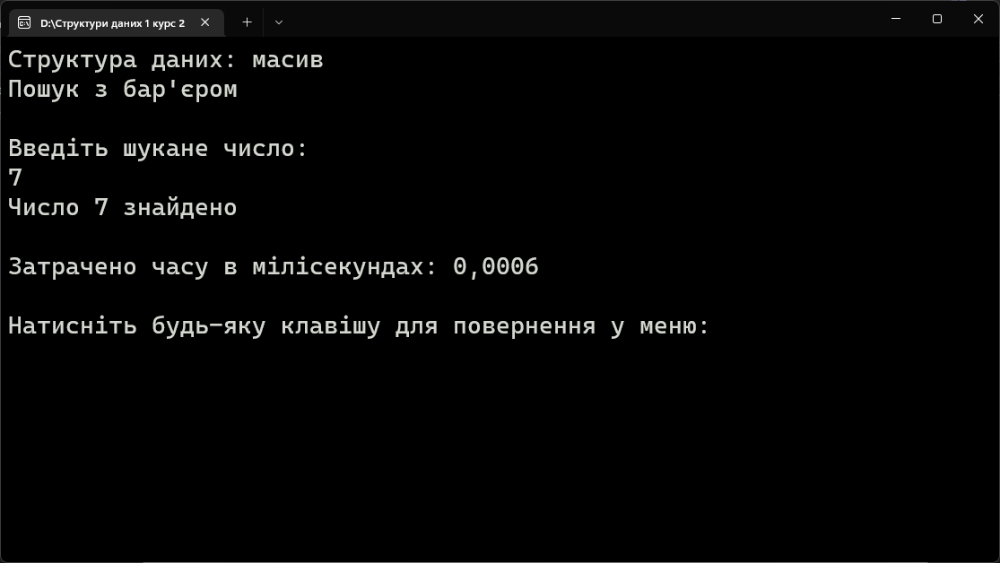 D:\Структури даних 1 курс 2
Структура даних: масив
Пошук з бар'єром
Введіть шукане число:
7
Число 7 знайдено
Затрачено часу в мілісекундах: 0,0006
Натисніть будь-яку клавішу для повернення у меню: